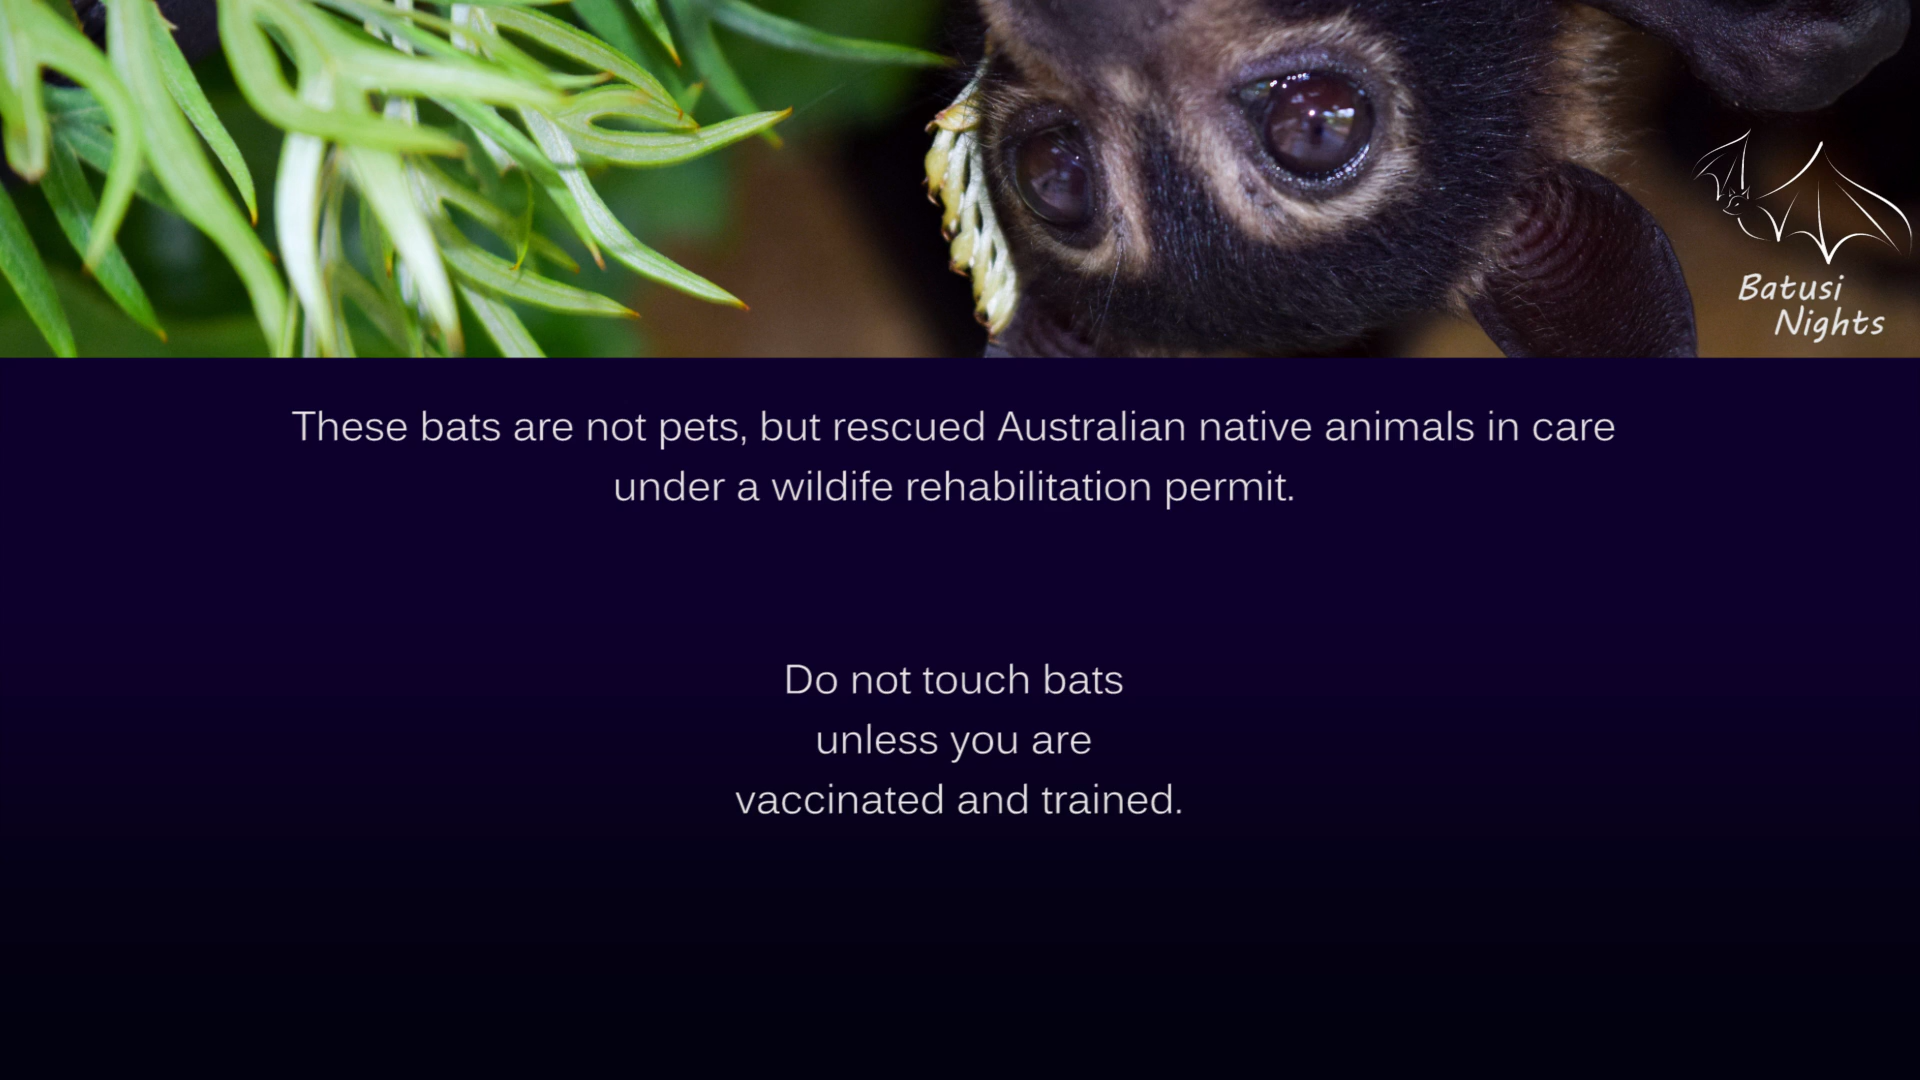 Batusi
Nights
These bats are not pets, but rescued Australian native animals in care
under a wildife rehabilitation permit.
Do not touch bats
unless you are
vaccinated and trained.